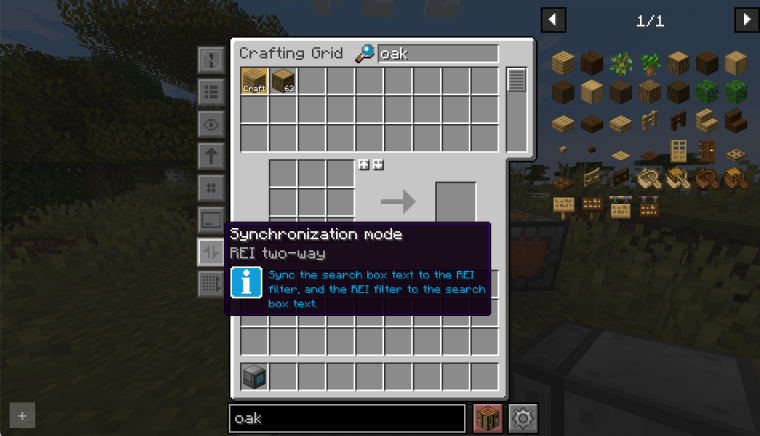 1/1
Crafting Grid
oak
Craft
63
Synchronization mode
REI two-way
Sync the search box text to the REI
filter, and the REI filter to the search
box text.
oak